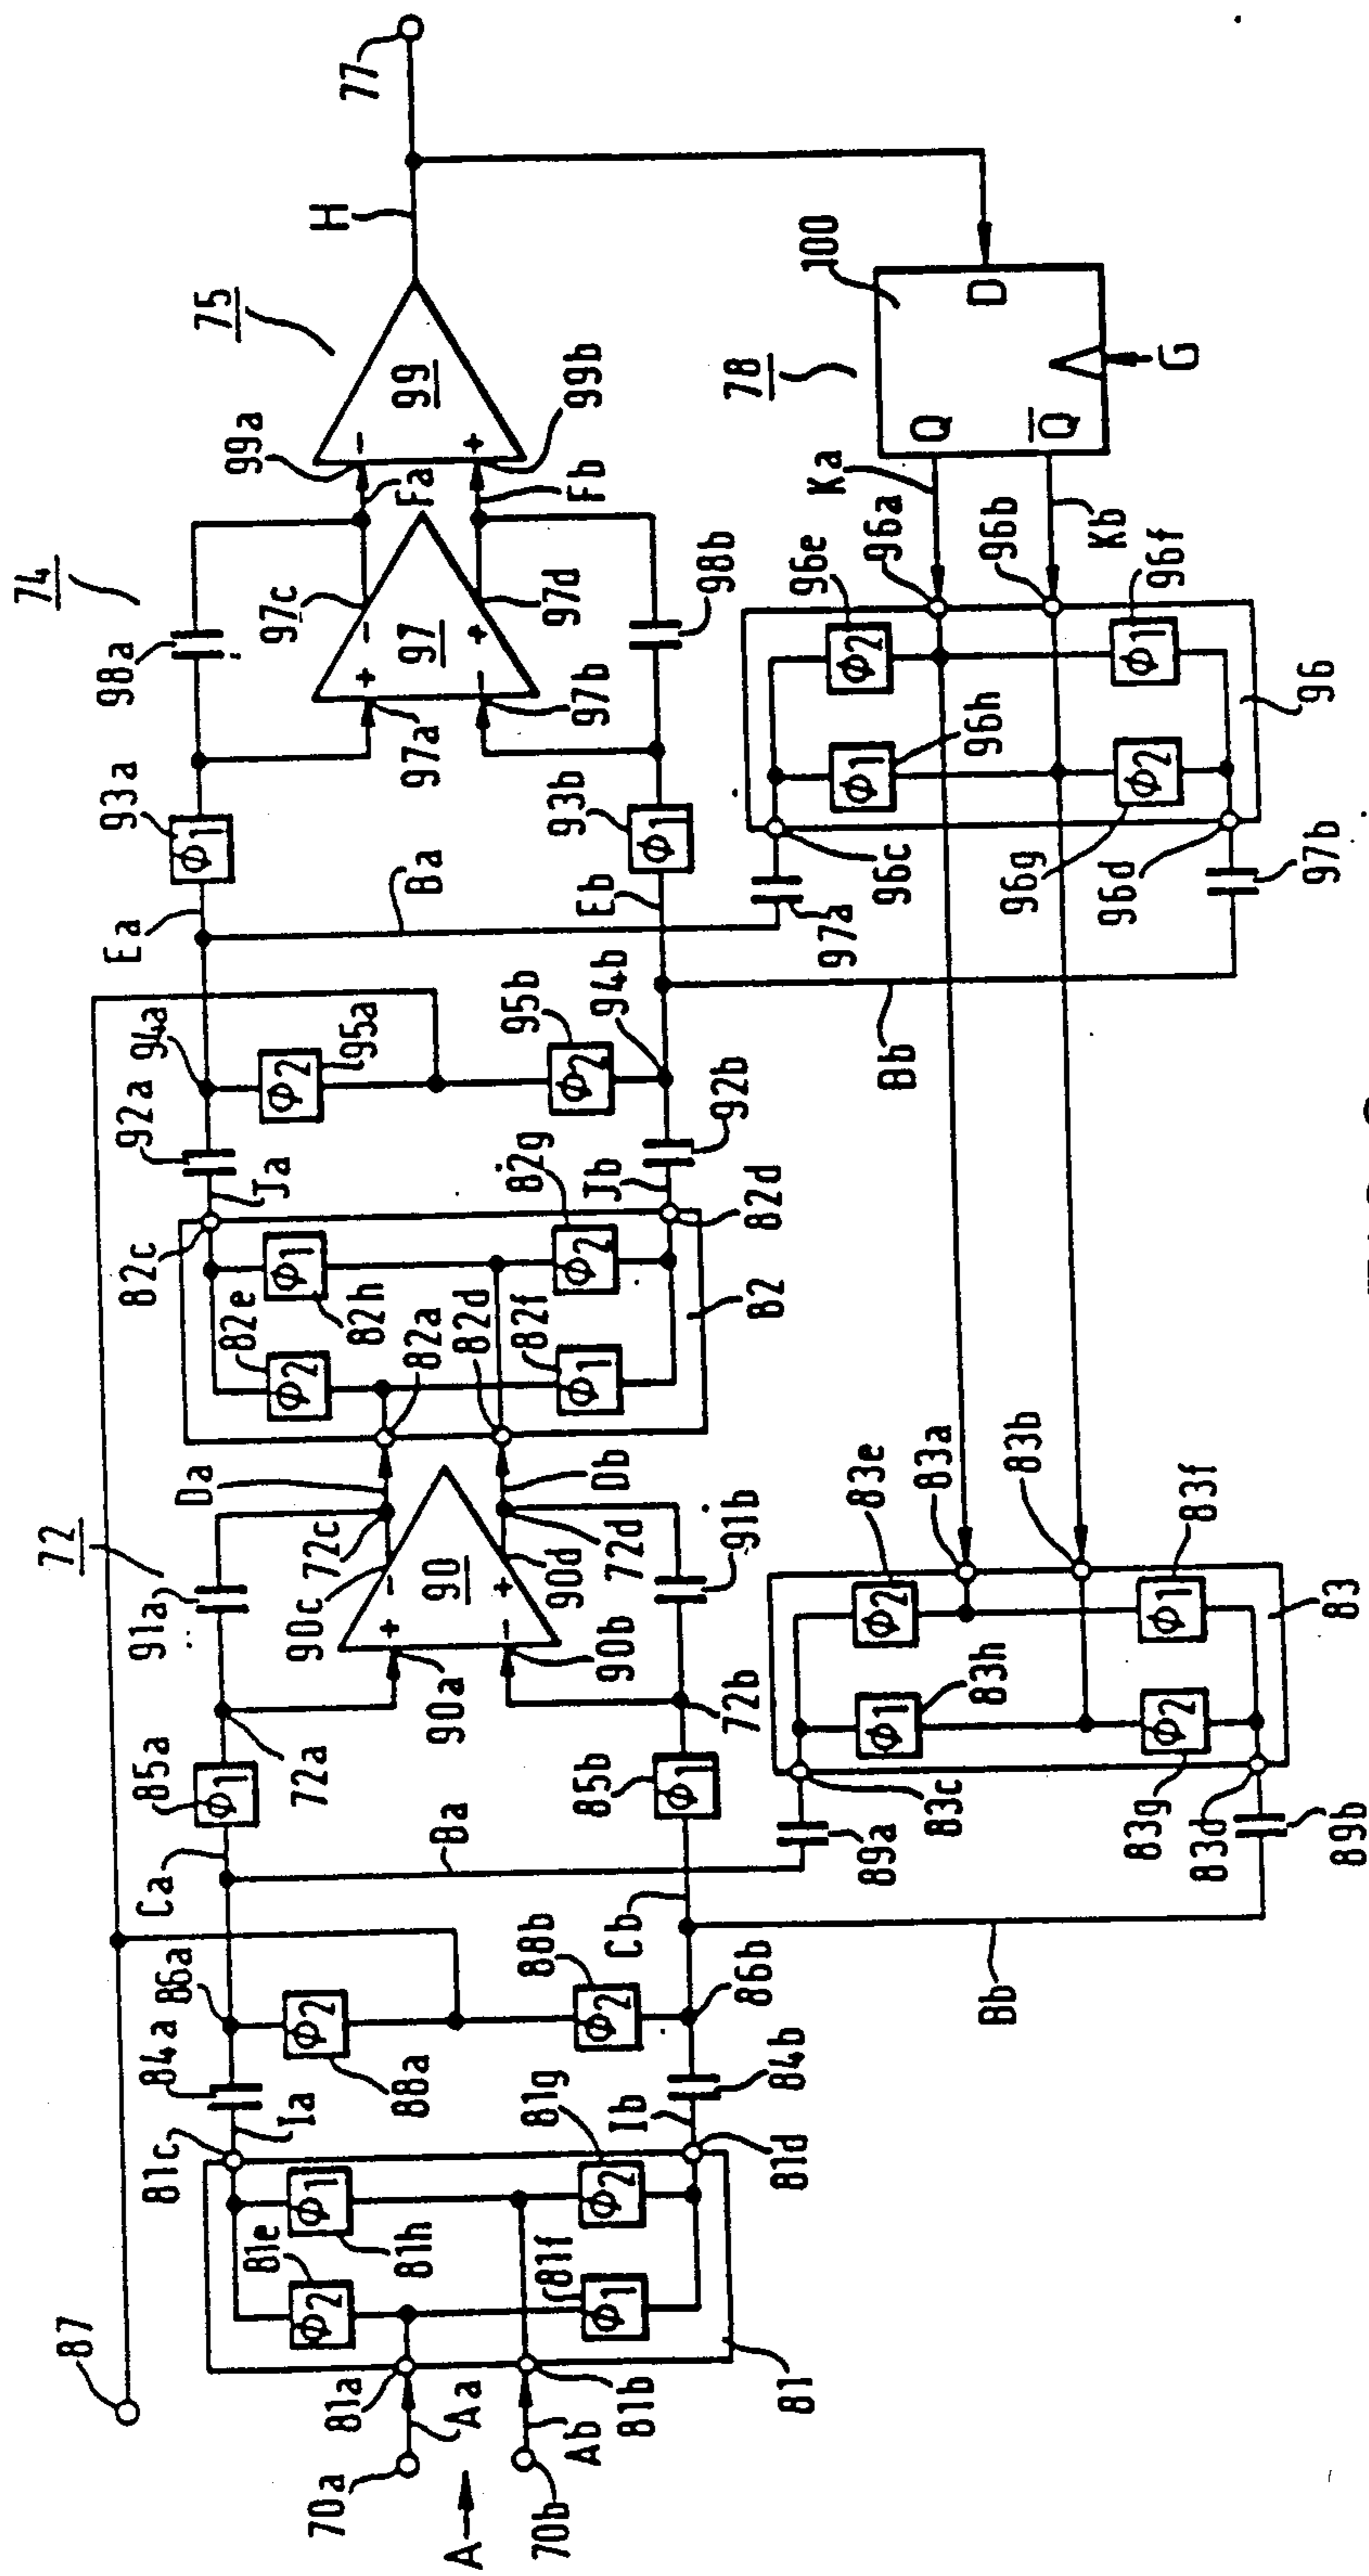 87
72
74
75
77
70a
70b
A
Aa
Ab
81a
81b
81
81e
Φ2
Φ1
81h
81f
Φ1
Φ2
81g
81c
81d
Ia
Ib
84a
84b
86a
86b
Φ2
88a
Φ2
88b
Ca
Cb
Ba
Bb
85a
Φ1
85b
Φ1
72a
72b
91a
91b
90a
90b
90c
90d
90
+
-
-
+
72c
72d
Da
Db
82a
82d
82
82e
Φ2
Φ1
82h
82f
Φ1
Φ2
82g
82c
82d
Ja
Jb
92a
92b
94a
94b
Φ2
95a
Φ2
95b
Ea
Eb
Ba
Bb
93a
Φ1
93b
Φ1
98a
98b
97a
97b
97c
97d
97
+
-
-
+
Fa
Fb
99a
99b
99
-
+
H
89a
89b
83c
83d
Φ1
83h
Φ2
83e
83g
Φ2
Φ1
83f
83a
83b
83
97a
97b
96c
96d
Φ1
96h
Φ2
96e
96g
Φ2
Φ1
96f
96a
96b
96
Ka
Kb
78
100
Q
Q̅
D
G